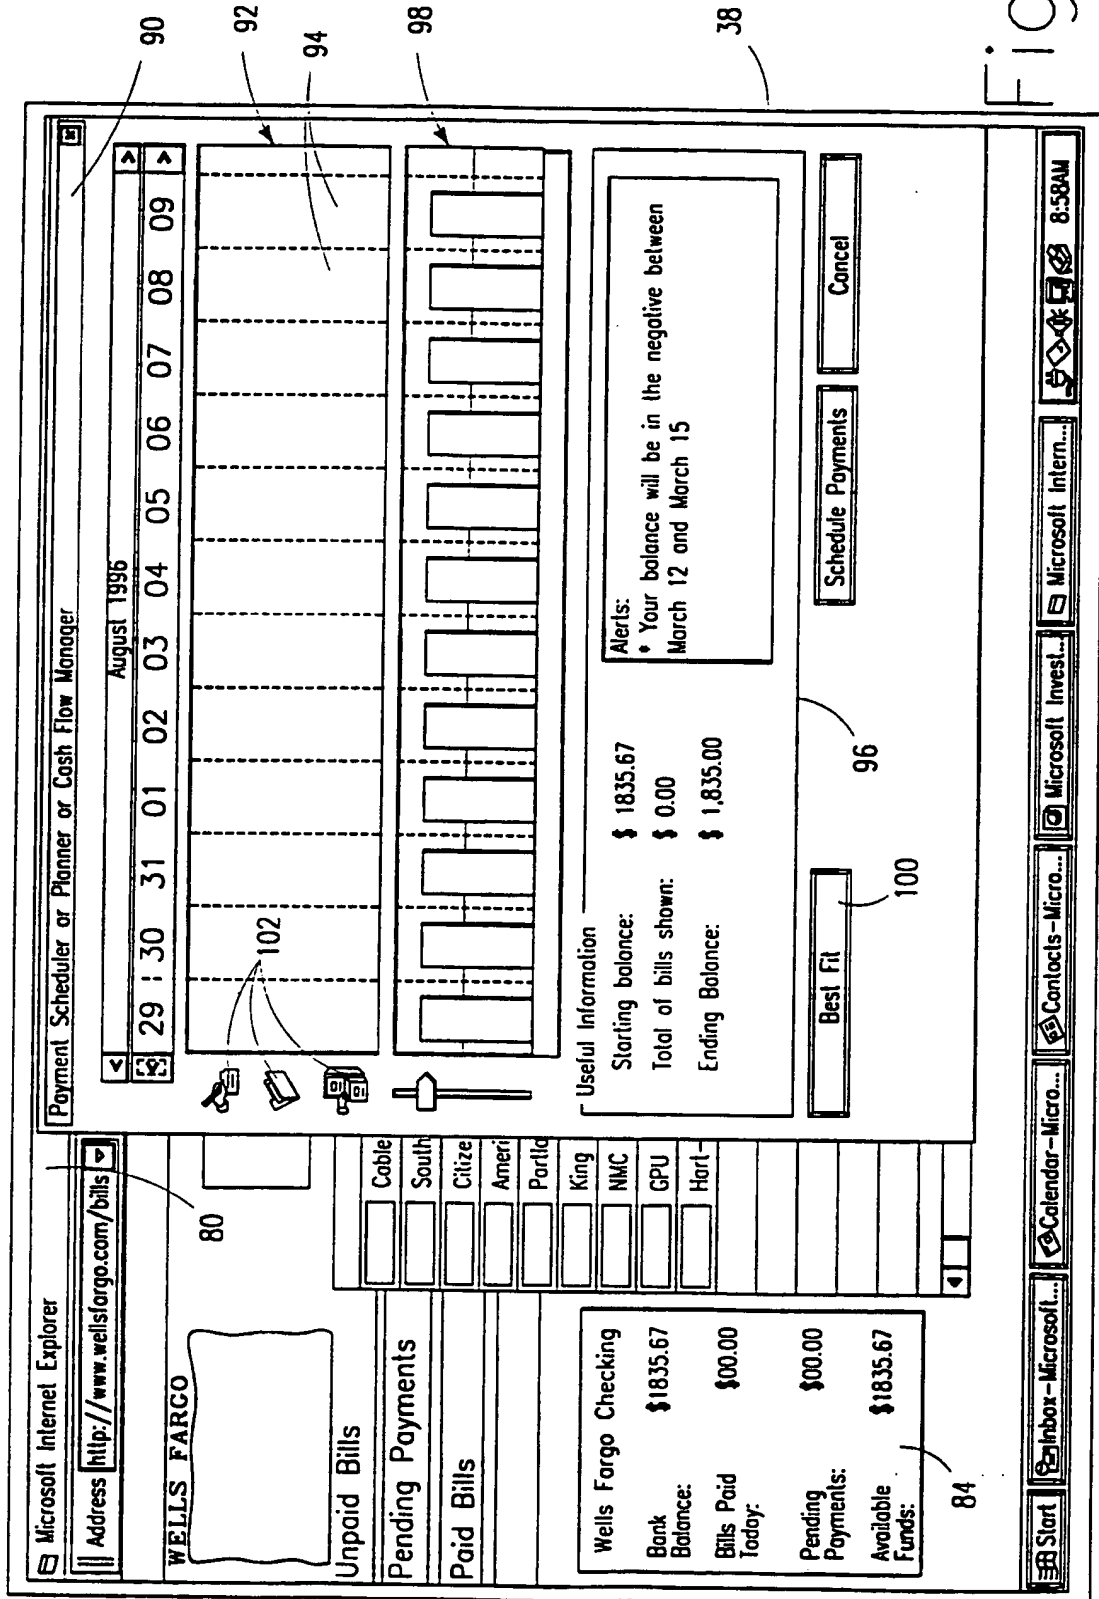 Microsoft Internet Explorer
Address http://www.wellsfargo.com/bills
WELLS FARGO
Unpaid Bills
Pending Payments
Paid Bills
Cable
South
Citize
Ameri
Portla
King
NMC
GPU
Hart-
Wells Fargo Checking
Bank Balance: $1835.67
Bills Paid Today: $00.00
Pending Payments: $00.00
Available Funds: $1835.67
84
80
Payment Scheduler or Planner or Cash Flow Manager
August 1996
29 30 31 01 02 03 04 05 06 07 08 09
102
Useful Information
Starting balance: $ 1835.67
Total of bills shown: $ 0.00
Ending Balance: $ 1,835.00
Alerts:
* Your balance will be in the negative between
March 12 and March 15
96
Best Fit
100
Schedule Payments
Cancel
90
92
94
98
38
Start
Inbox-Microsoft...
Calendar-Micro...
Contacts-Micro...
Microsoft Invest...
Microsoft Intern...
8:58AM
Fig